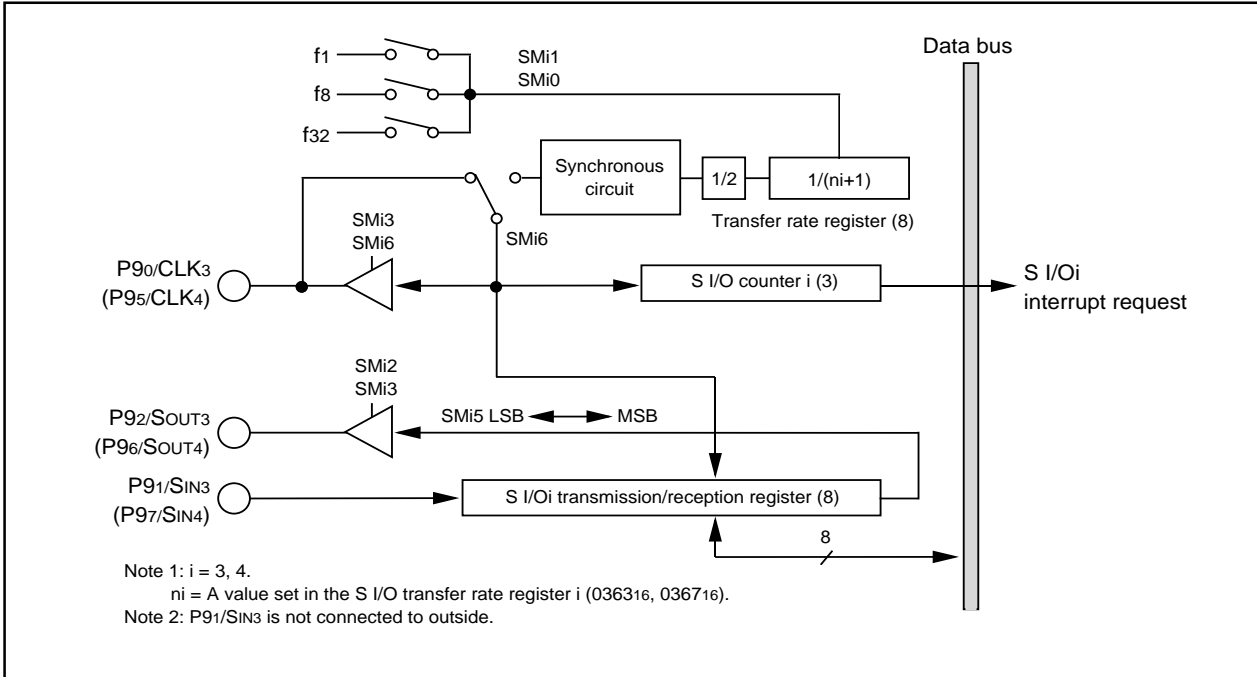 Data bus
f1
SMi1
SMi0
f8
f32
Synchronous
circuit
1/2
1/(ni+1)
Transfer rate register (8)
SMi6
SMi3
SMi6
P90/CLK3
(P95/CLK4)
S I/O counter i (3)
S I/Oi
interrupt request
SMi2
SMi3
P92/SOUT3
(P96/SOUT4)
SMi5 LSB
MSB
P91/SIN3
(P97/SIN4)
S I/Oi transmission/reception register (8)
8
Note 1: i = 3, 4.
ni = A value set in the S I/O transfer rate register i (036316, 036716).
Note 2: P91/SIN3 is not connected to outside.